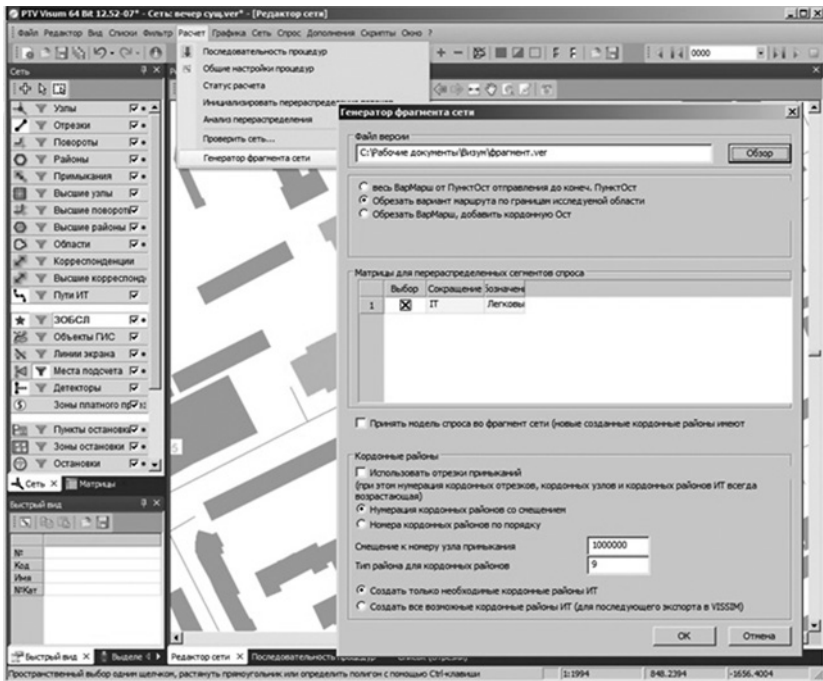 PTV Visum 64 Bit 12.52-07* - Сеть: вечер сущ.ver* - [Редактор сети]
Файл Редактор Вид Списки Фильтр Расчет Графика Сеть Спрос Дополнения Скрипты Окно ?
0000
Сеть
Узлы
Отрезки
Повороты
Районы
Примыкания
Высшие узлы
Высшие поворот
Высшие районы
Области
Корреспонденции
Высшие корреспонд
Пути ИТ
ЗОБСЛ
Объекты ГИС
Линии экрана
Места подсчета
Детекторы
Зоны платного пр
Пункты остановк
Зоны остановки
Остановки
Сеть
Матрицы
Быстрый вид
№
Код
Имя
№Кат
Быстрый вид
Выделе 4
Последовательность процедур
Общие настройки процедур
Статус расчета
Инициализировать перераспределение
Анализ перераспределения
Проверить сеть...
Генератор фрагмента сети
Генератор фрагмента сети
Файл версии
C:\Рабочие документы\Визум\фрагмент.ver
Обзор
весь ВарМарш от ПунктОст отправления до конеч. ПунктОст
Обрезать вариант маршрута по границам исследуемой области
Обрезать ВарМарш, добавить кордонную Ост
Матрицы для перераспределенных сегментов спроса
Выбор Сокращение
1 IT Легковы
Принять модель спроса во фрагмент сети (новые созданные кордонные районы имеют
Кордонные районы
Использовать отрезки примыканий
(при этом нумерация кордонных отрезков, кордонных узлов и кордонных районов ИТ всегда
возрастающая)
Нумерация кордонных районов со смещением
Номера кордонных районов по порядку
Смещение к номеру узла примыкания 1000000
Тип района для кордонных районов 9
Создать только необходимые кордонные районы ИТ
Создать все возможные кордонные районы ИТ (для последующего экспорта в VISSIM)
OK Отмена
Редактор сети
Последовательность процедур
Список (отрезки)
Пространственный выбор одним щелчком, растянуть прямоугольник или определить полигон с помощью Ctrl-клавиши
1:1994 848.2394 -1656.4004